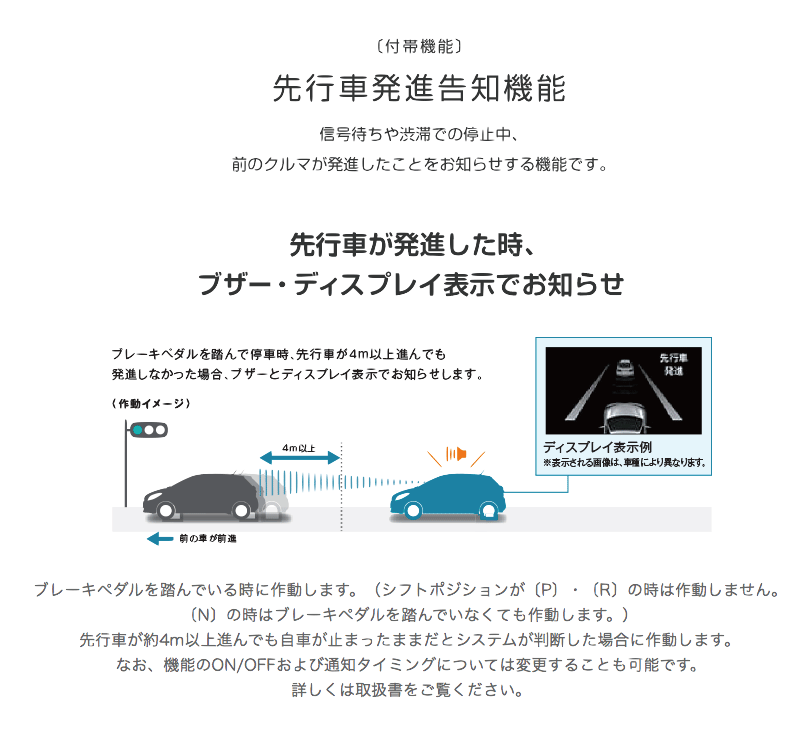 〔付帯機能〕
先行車発進告知機能
信号待ちや渋滞での停止中、
前のクルマが発進したことをお知らせする機能です。
先行車が発進した時、
ブザー・ディスプレイ表示でお知らせ
ブレーキペダルを踏んで停車時、先行車が4m以上進んでも
発進しなかった場合、ブザーとディスプレイ表示でお知らせします。
（作動イメージ）
4m以上
前の車が前進
先行車
発進
ディスプレイ表示例
※表示される画像は、車種により異なります。
ブレーキペダルを踏んでいる時に作動します。（シフトポジションが〔P〕・〔R〕の時は作動しません。
〔N〕の時はブレーキペダルを踏んでいなくても作動します。）
先行車が約4m以上進んでも自車が止まったままだとシステムが判断した場合に作動します。
なお、機能のON/OFFおよび通知タイミングについては変更することも可能です。
詳しくは取扱書をご覧ください。